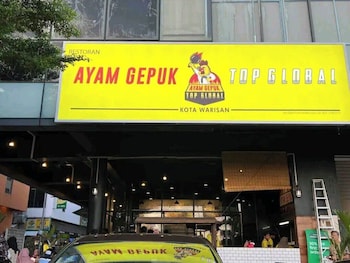 RESTORAN
AYAM GEPUK TOP GLOBAL
AYAM GEPUK
TOP GLOBAL
KOTA WARISAN
AYAM GEPUK